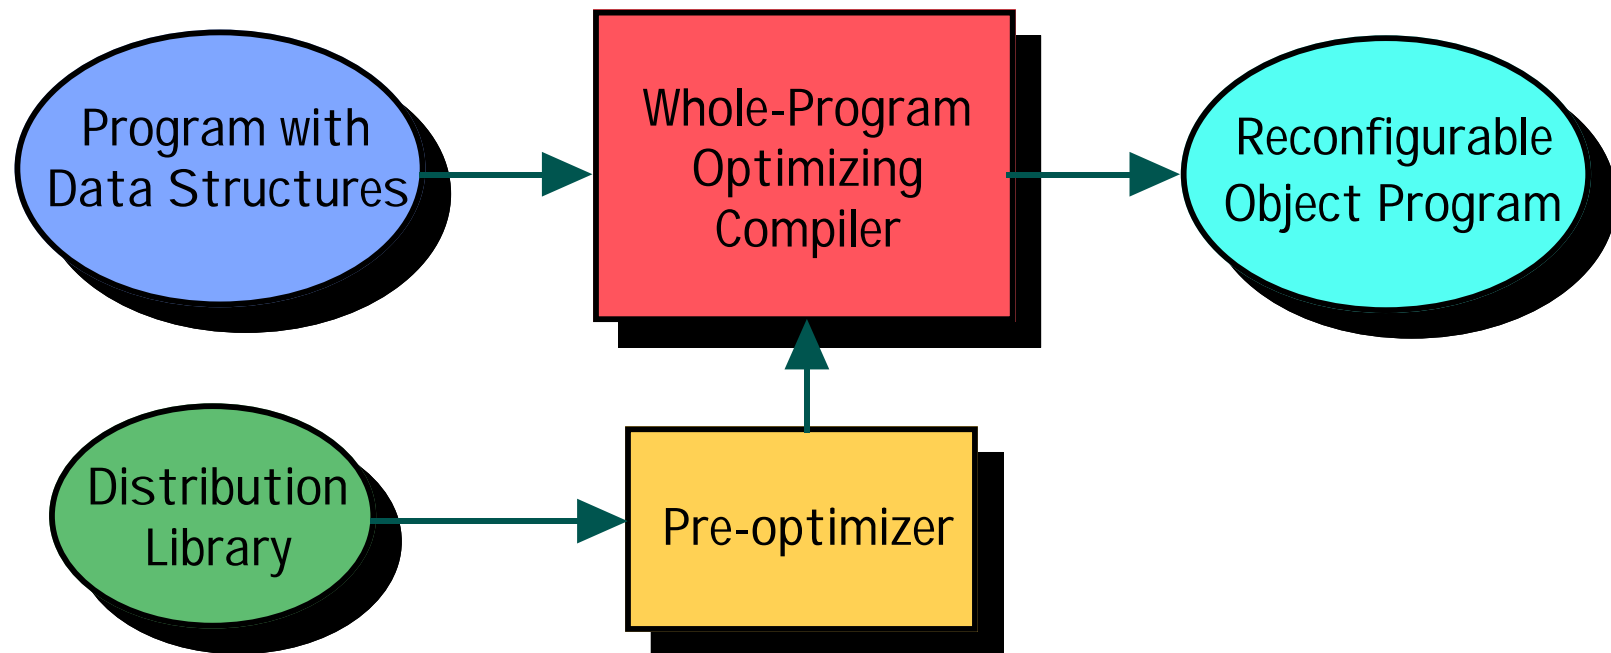 Program with
Data Structures
Whole-Program
Optimizing
Compiler
Reconfigurable
Object Program
Distribution
Library
Pre-optimizer